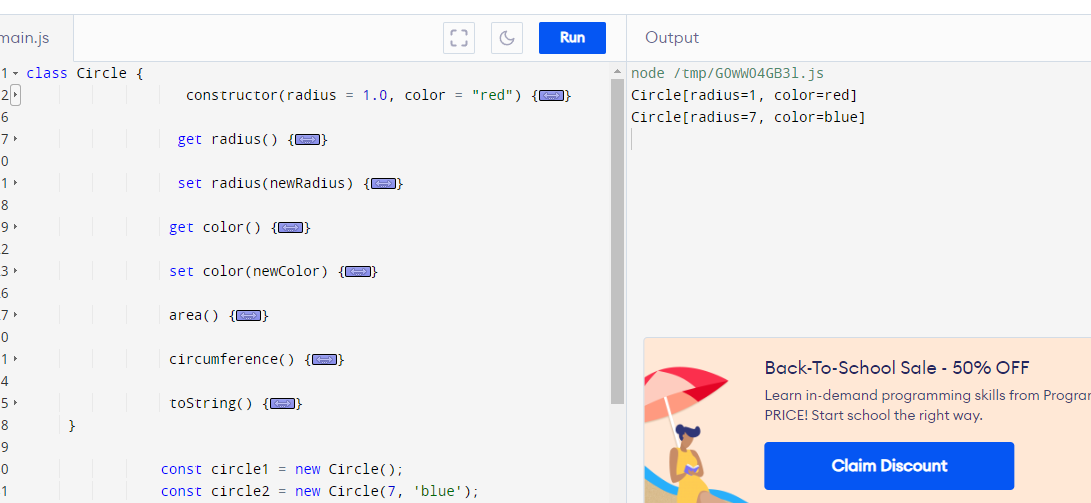 main.js
Run
Output
1 class Circle {
2 constructor(radius = 1.0, color = "red") {}
6
7 get radius() {}
0
1 set radius(newRadius) {}
8
9 get color() {}
2
3 set color(newColor) {}
6
7 area() {}
0
1 circumference() {}
4
5 toString() {}
8 }
9
0 const circle1 = new Circle();
1 const circle2 = new Circle(7, 'blue');
node /tmp/GOwWO4GB3l.js
Circle[radius=1, color=red]
Circle[radius=7, color=blue]
Back-To-School Sale - 50% OFF
Learn in-demand programming skills from Prograr
PRICE! Start school the right way.
Claim Discount